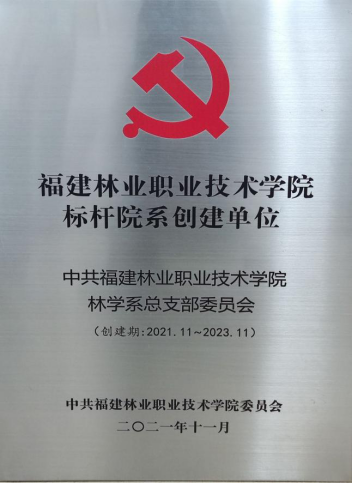 福建林业职业技术学院
标杆院系创建单位
中共福建林业职业技术学院
林学系总支部委员会
(创建期:2021.11~2023.11)
中共福建林业职业技术学院委员会
二〇二一年十一月